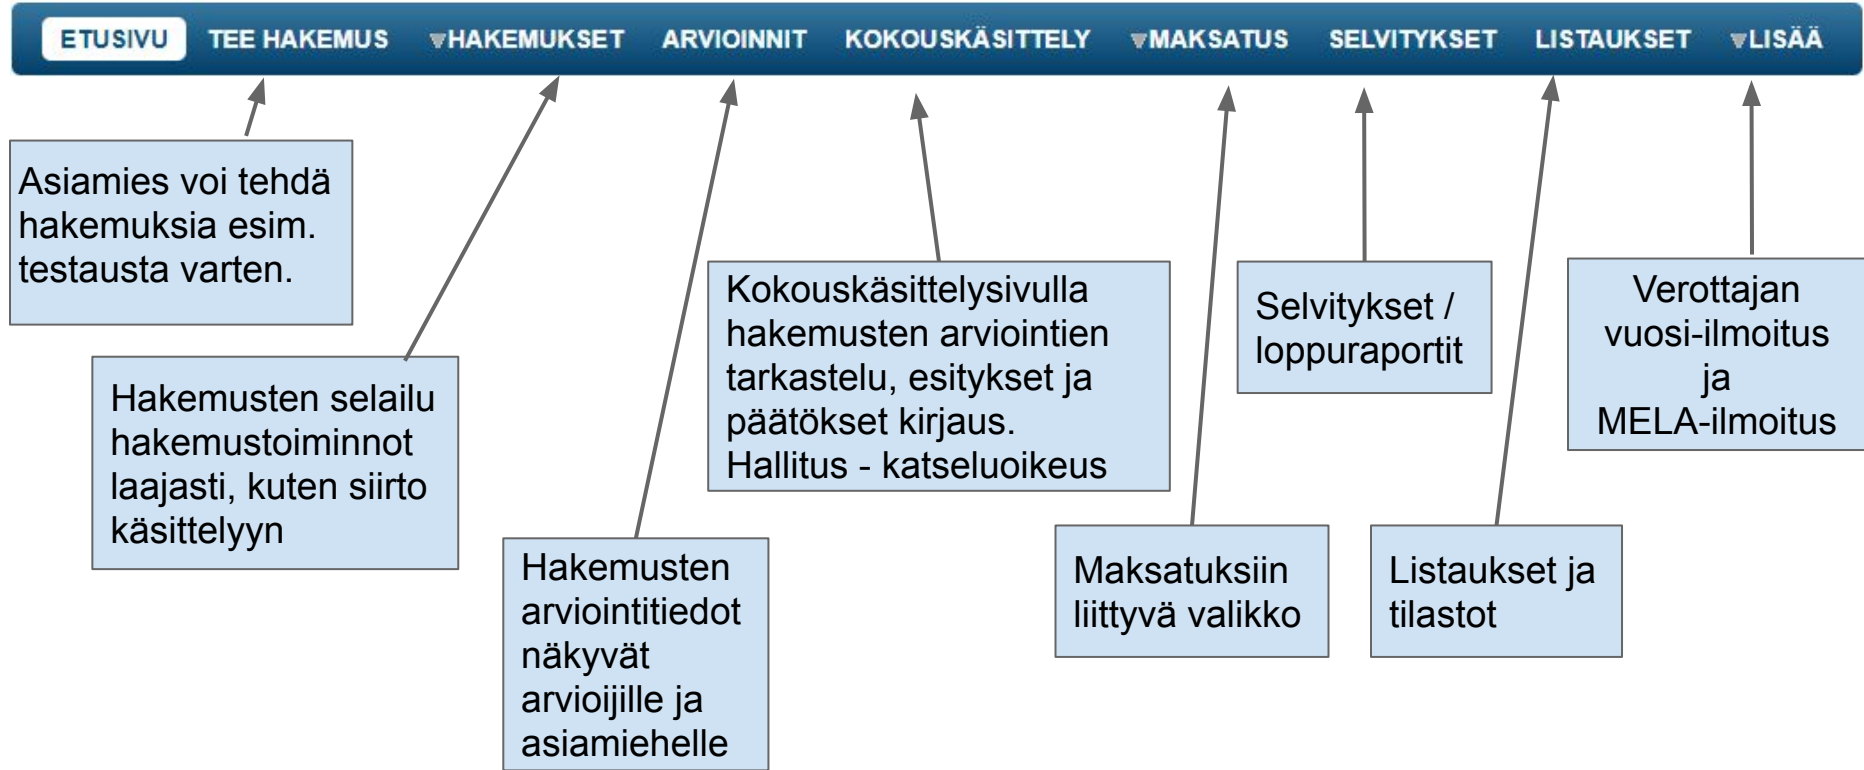 ETUSIVU TEE HAKEMUS ▼HAKEMUKSET ARVIOINNIT KOKOUSKÄSITTELY ▼MAKSATUS SELVITYKSET LISTAUKSET ▼LISÄÄ
Asiamies voi tehdä
hakemuksia esim.
testausta varten.
Hakemusten selailu
hakemustoiminnot
laajasti, kuten siirto
käsittelyyn
Hakemusten
arviointitiedot
näkyvät
arvioijille ja
asiamiehelle
Kokouskäsittelysivulla
hakemusten arviointien
tarkastelu, esitykset ja
päätökset kirjaus.
Hallitus - katseluoikeus
Maksatuksiin
liittyvä valikko
Selvitykset /
loppuraportit
Listaukset ja
tilastot
Verottajan
vuosi-ilmoitus
ja
MELA-ilmoitus